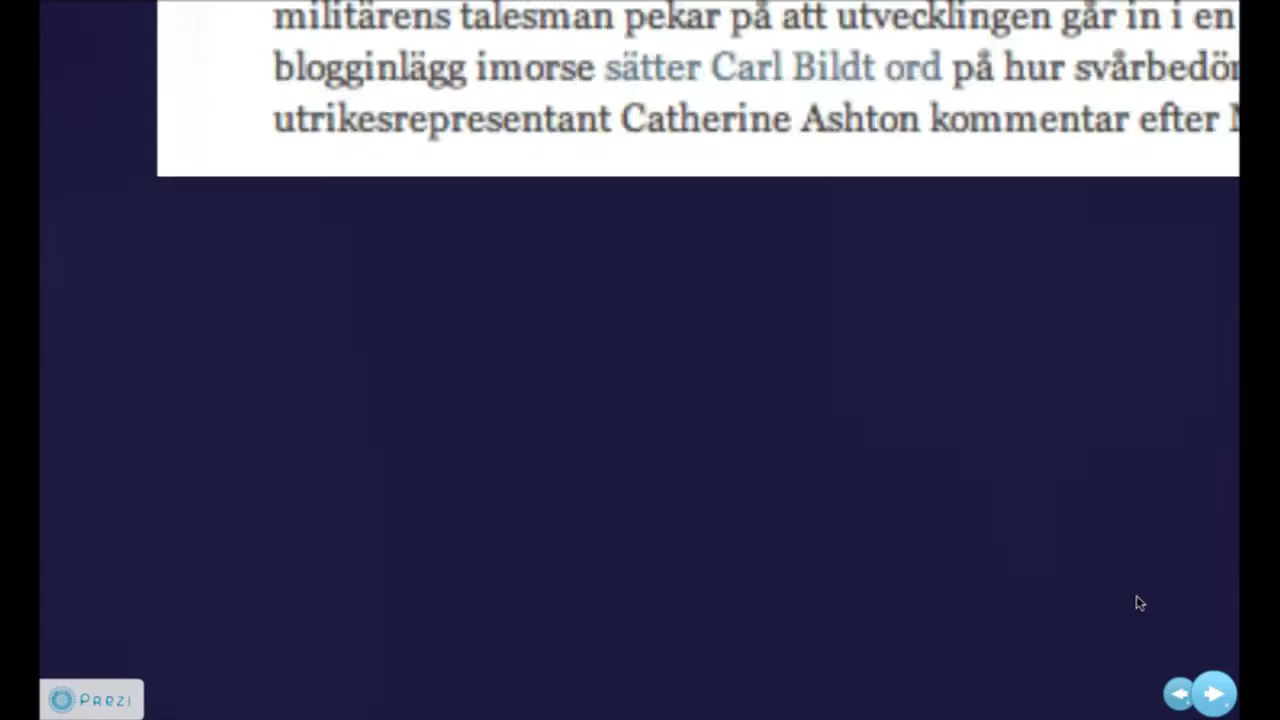 militärens talesman pekar på att utvecklingen går in i en
blogginlägg imorse sätter Carl Bildt ord på hur
utrikesrepresentant Catherine Ashton kommentar efter
Prezi